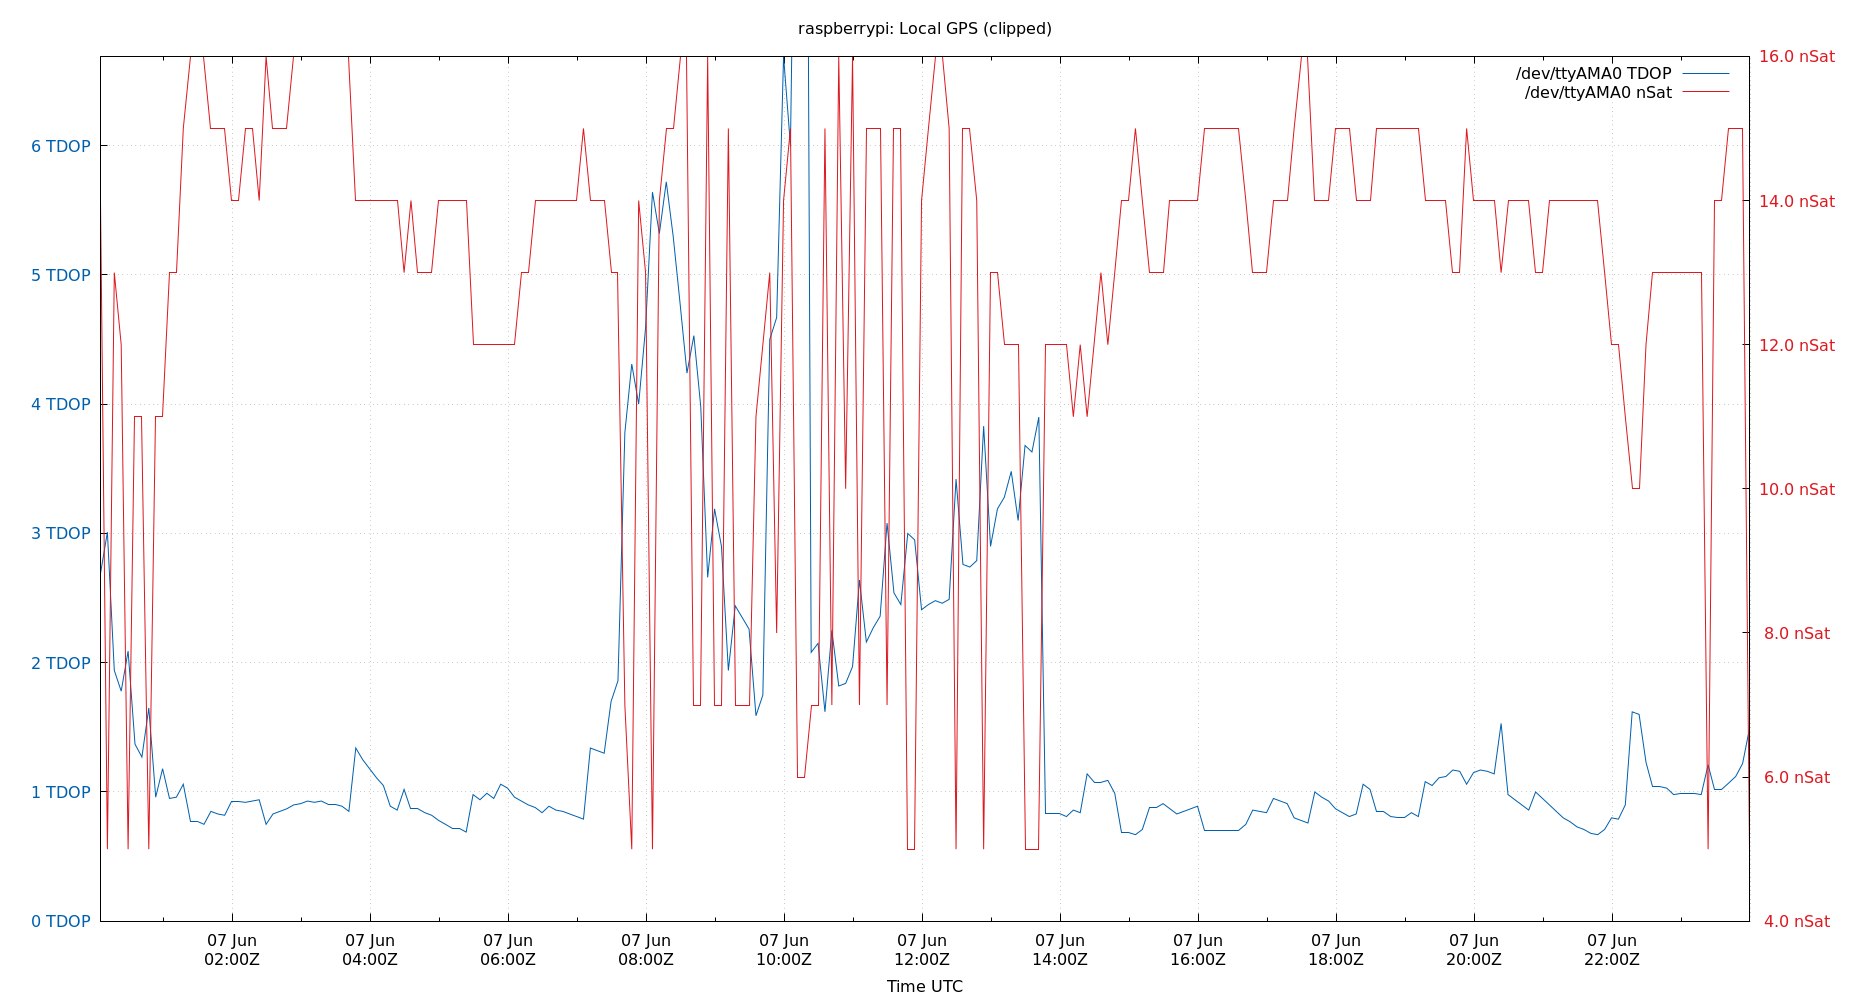 raspberrypi: Local GPS (clipped)
/dev/ttyAMA0 TDOP
/dev/ttyAMA0 nSat
6 TDOP
5 TDOP
4 TDOP
3 TDOP
2 TDOP
1 TDOP
0 TDOP
16.0 nSat
14.0 nSat
12.0 nSat
10.0 nSat
8.0 nSat
6.0 nSat
4.0 nSat
07 Jun
02:00Z
07 Jun
04:00Z
07 Jun
06:00Z
07 Jun
08:00Z
07 Jun
10:00Z
07 Jun
12:00Z
07 Jun
14:00Z
07 Jun
16:00Z
07 Jun
18:00Z
07 Jun
20:00Z
07 Jun
22:00Z
Time UTC